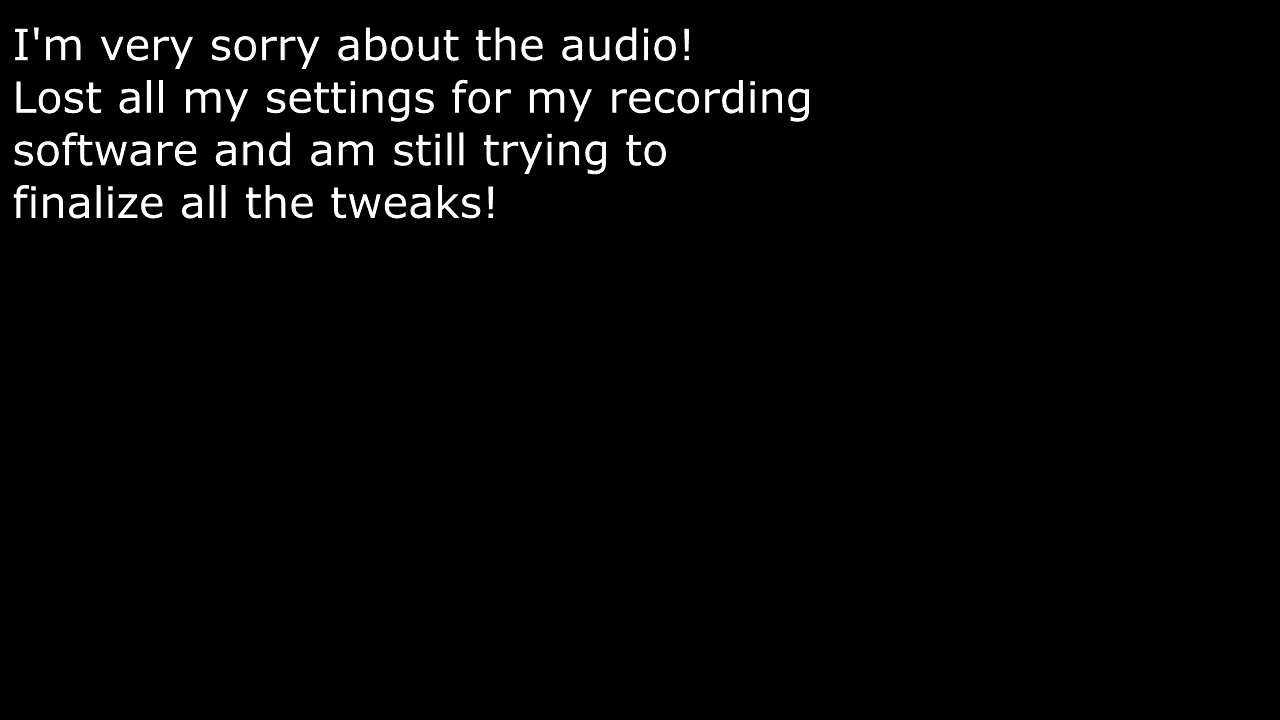 I'm very sorry about the audio!
Lost all my settings for my recording
software and am still trying to
finalize all the tweaks!